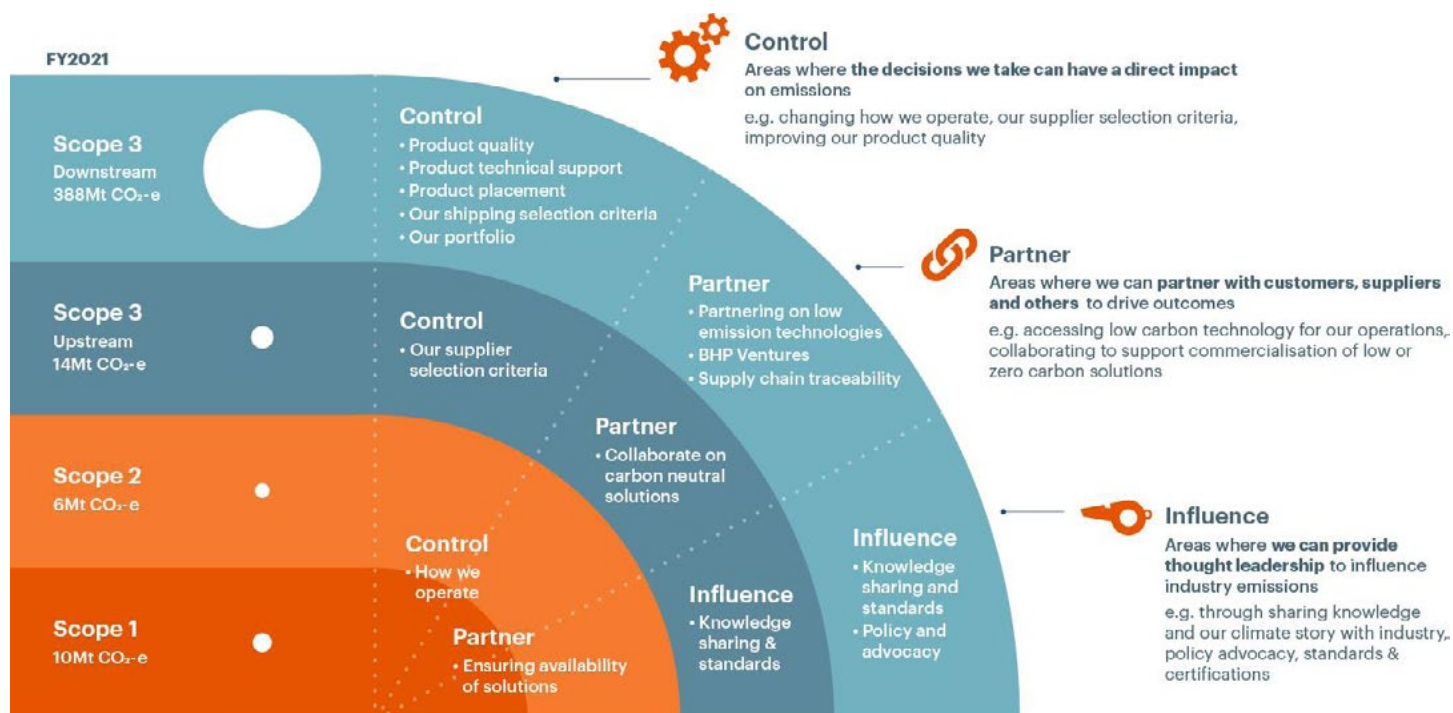 FY2021
Scope 3
Downstream
388Mt CO₂-e
Control
• Product quality
• Product technical support
• Product placement
• Our shipping selection criteria
• Our portfolio
Partner
• Partnering on low
emission technologies
• BHP Ventures
• Supply chain traceability
Influence
• Knowledge
sharing and
standards
• Policy and
advocacy
Scope 3
Upstream
14Mt CO₂-e
Control
• Our supplier
selection criteria
Partner
• Collaborate on
carbon neutral
solutions
Influence
• Knowledge
sharing &
standards
Scope 2
6Mt CO₂-e
Control
• How we
operate
Scope 1
10Mt CO₂-e
Partner
• Ensuring availability
of solutions
Control
Areas where the decisions we take can have a direct impact
on emissions
e.g. changing how we operate, our supplier selection criteria,
improving our product quality
Partner
Areas where we can partner with customers, suppliers
and others to drive outcomes
e.g. accessing low carbon technology for our operations,
collaborating to support commercialisation of low or
zero carbon solutions
Influence
Areas where we can provide
thought leadership to influence
industry emissions
e.g. through sharing knowledge
and our climate story with industry,
policy advocacy, standards &
certifications